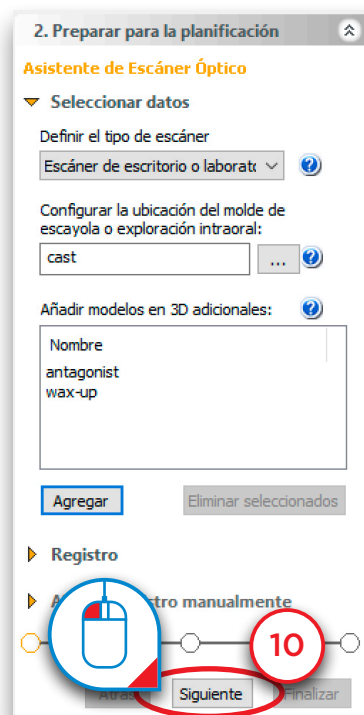 2. Preparar para la planificación
Asistente de Escáner Óptico
Seleccionar datos
Definir el tipo de escáner
Escáner de escritorio o laborato
Configurar la ubicación del molde de
escayola o exploración intraoral:
cast
...
Añadir modelos en 3D adicionales:
Nombre
antagonist
wax-up
Agregar Eliminar seleccionados
Registro
manualmente
10
Siguiente Finalizar